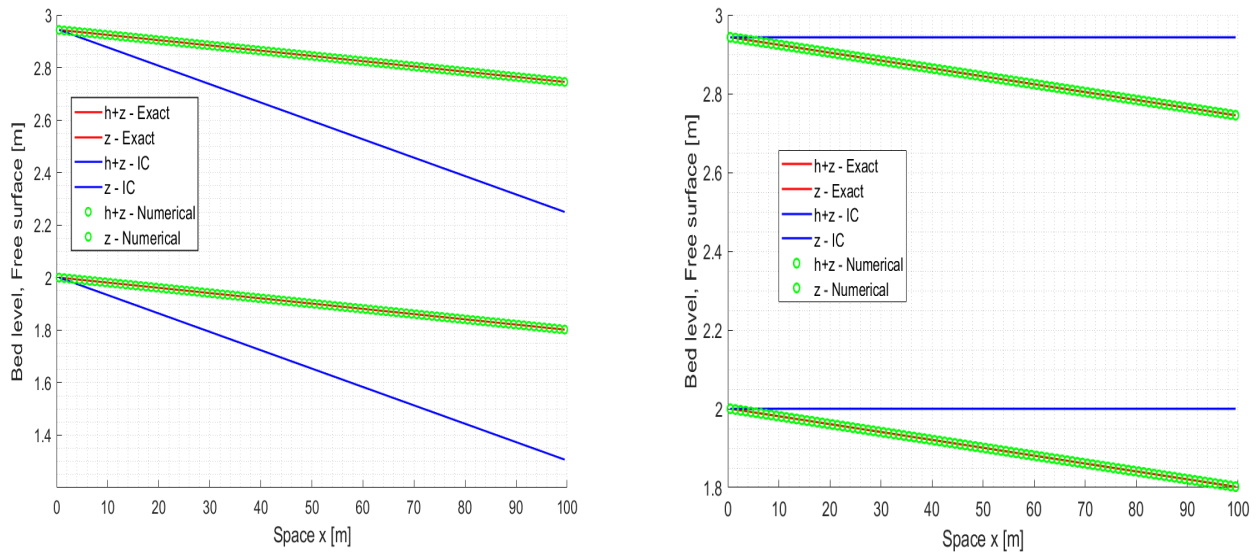 3
2.8
2.6
2.4
2.2
2
1.8
1.6
1.4
Bed level, Free surface [m]
h+z - Exact
z - Exact
h+z - IC
z - IC
h+z - Numerical
z - Numerical
0 10 20 30 40 50 60 70 80 90 100
Space x [m]
3
2.8
2.6
2.4
2.2
2
1.8
Bed level, Free surface [m]
h+z - Exact
z - Exact
h+z - IC
z - IC
h+z - Numerical
z - Numerical
0 10 20 30 40 50 60 70 80 90 100
Space x [m]